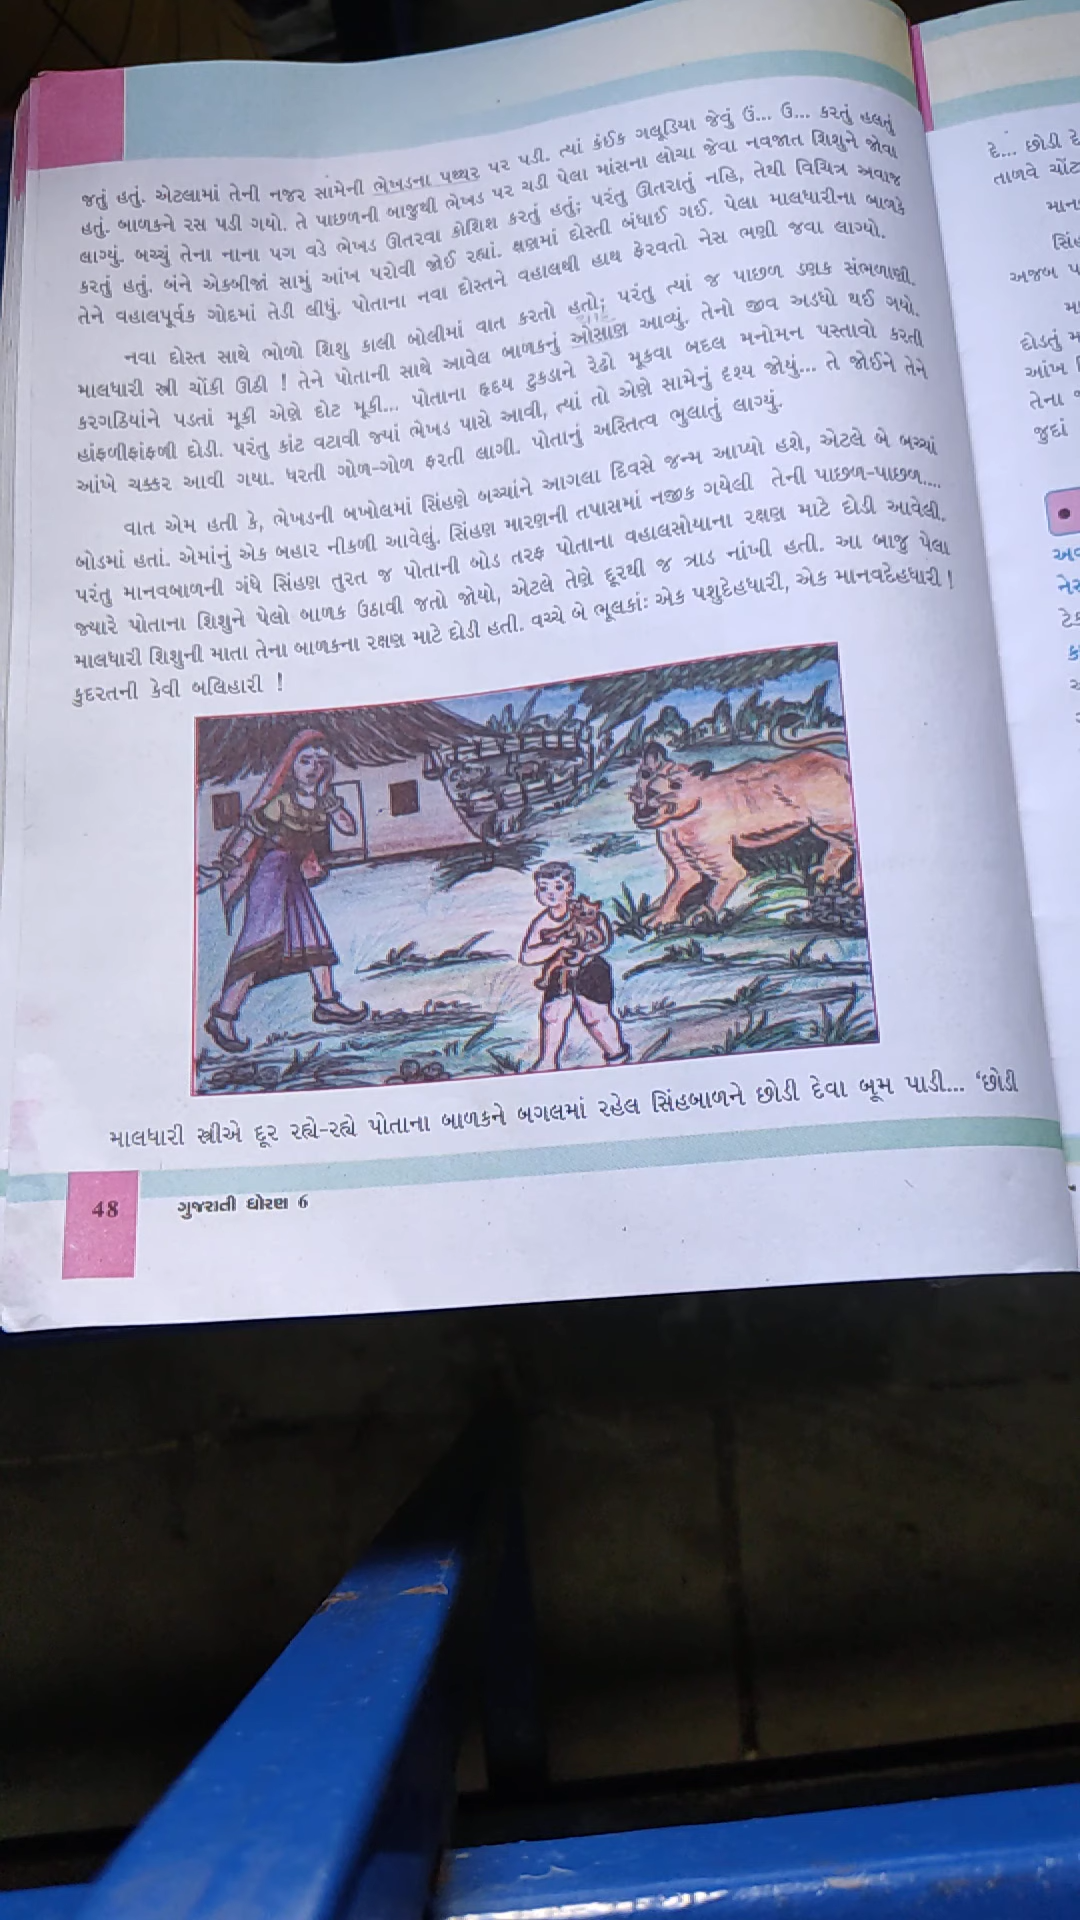 જતું હતું. એટલામાં તેની નજર સામેની ભેખડના પથ્થર પર પડી. ત્યાં કંઈક ગલૂડિયા જેવું ઉં... ઉ... કરતું હલતું
હતું. બાળકને રસ પડી ગયો. તે પાછળની બાજુથી ભેખડ પર ચડી પેલા માંસના લોચા જેવા નવજાત શિશુને જોવા
લાગ્યું. બચ્ચું તેના નાના પગ વડે ભેખડ ઊતરવા કોશિશ કરતું હતું; પરંતુ ઊતરાતું નહિ, તેથી વિચિત્ર અવાજ
કરતું હતું. બંને એકબીજાં સામું આંખ પરોવી જોઈ રહ્યાં. ક્ષણમાં દોસ્તી બંધાઈ ગઈ. પેલા માલધારીના બાળકે
તેને વહાલપૂર્વક ગોદમાં તેડી લીધું. પોતાના નવા દોસ્તને વહાલથી હાથ ફેરવતો નેસ ભણી જવા લાગ્યો.
નવા દોસ્ત સાથે ભોળો શિશુ કાલી બોલીમાં વાત કરતો હતો; પરંતુ ત્યાં જ પાછળ ડણક સંભળાણી.
માલધારી સ્ત્રી ચોંકી ઊઠી ! તેને પોતાની સાથે આવેલ બાળકનું ઓસાણ આવ્યું. તેનો જીવ અડધો થઈ ગયો.
કરગઠિયાંને પડતાં મૂકી એણે દોટ મૂકી... પોતાના હૃદય ટુકડાને રેઢો મૂકવા બદલ મનોમન પસ્તાવો કરતી
હાંફળીફાંફળી દોડી. પરંતુ કાંટ વટાવી જ્યાં ભેખડ પાસે આવી, ત્યાં તો એણે સામેનું દૃશ્ય જોયું... તે જોઈને તેને
આંખે ચક્કર આવી ગયા. ધરતી ગોળ-ગોળ ફરતી લાગી. પોતાનું અસ્તિત્વ ભુલાતું લાગ્યું.
વાત એમ હતી કે, ભેખડની બખોલમાં સિંહણે બચ્ચાંને આગલા દિવસે જન્મ આપ્યો હશે, એટલે બે બચ્ચાં
બોડમાં હતાં. એમાંનું એક બહાર નીકળી આવેલું. સિંહણ મારણની તપાસમાં નજીક ગયેલી તેની પાછળ-પાછળ....
પરંતુ માનવબાળની ગંધે સિંહણ તુરત જ પોતાની બોડ તરફ પોતાના વહાલસોયાના રક્ષણ માટે દોડી આવેલી.
જ્યારે પોતાના શિશુને પેલો બાળક ઉઠાવી જતો જોયો, એટલે તેણે દૂરથી જ ત્રાડ નાંખી હતી. આ બાજુ પેલા
માલધારી શિશુની માતા તેના બાળકના રક્ષણ માટે દોડી હતી. વચ્ચે બે ભૂલકાંઃ એક પશુદેહધારી, એક માનવદેહધારી !
કુદરતની કેવી બલિહારી !
માલધારી સ્ત્રીએ દૂર રહ્યે-રહ્યે પોતાના બાળકને બગલમાં રહેલ સિંહબાળને છોડી દેવા બૂમ પાડી... ‘છોડી
48 ગુજરાતી ધોરણ 6
દે... છોડી દે
તાળવે ચોંટ
અજબ
દોડતું
આંખ
તેના
જુદાં